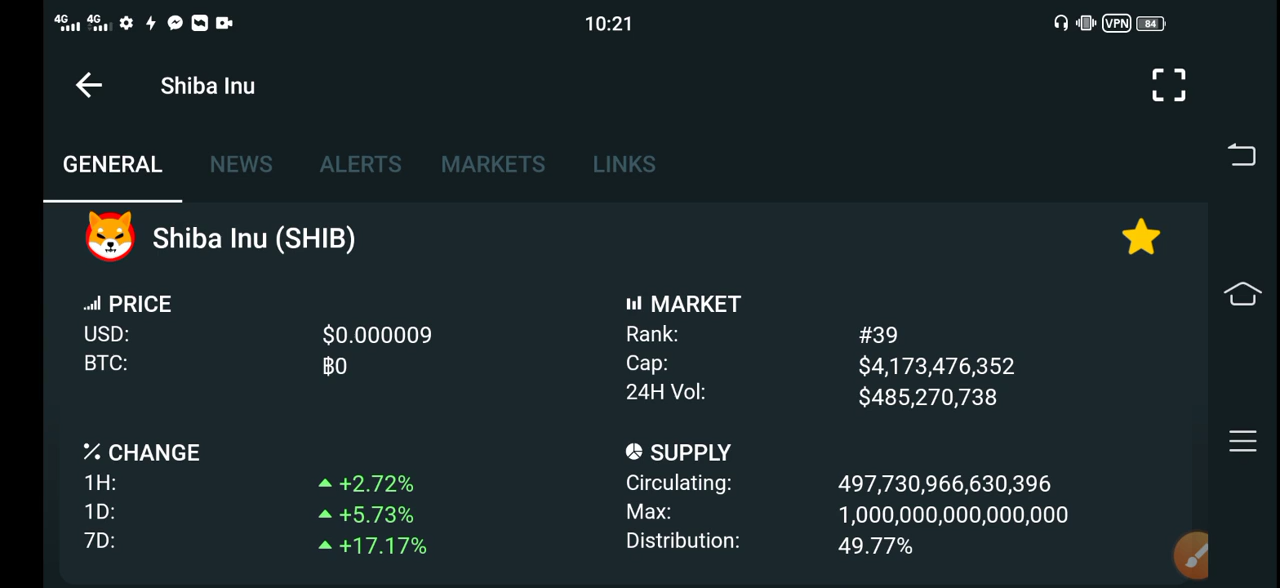 4G 4G 10:21 VPN 84
Shiba Inu
GENERAL NEWS ALERTS MARKETS LINKS
Shiba Inu (SHIB)
PRICE
USD: $0.000009
BTC: ฿0
MARKET
Rank: #39
Cap: $4,173,476,352
24H Vol: $485,270,738
CHANGE
1H: +2.72%
1D: +5.73%
7D: +17.17%
SUPPLY
Circulating: 497,730,966,630,396
Max: 1,000,000,000,000,000
Distribution: 49.77%